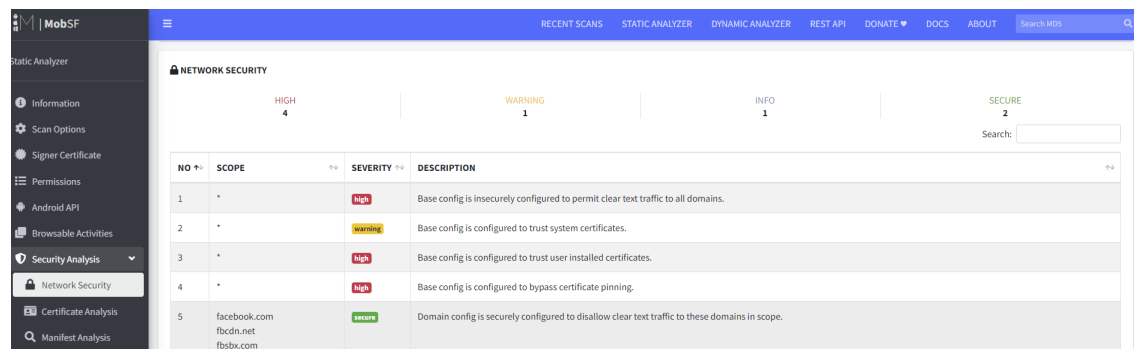 MobSF
RECENT SCANS STATIC ANALYZER DYNAMIC ANALYZER REST API DONATE ♥ DOCS ABOUT Search MD5
Static Analyzer
Information
Scan Options
Signer Certificate
Permissions
Android API
Browsable Activities
Security Analysis
Network Security
Certificate Analysis
Manifest Analysis
NETWORK SECURITY
HIGH WARNING INFO SECURE
4 1 1 2
Search:
NO SCOPE SEVERITY DESCRIPTION
1 * high Base config is insecurely configured to permit clear text traffic to all domains.
2 * warning Base config is configured to trust system certificates.
3 * high Base config is configured to trust user installed certificates.
4 * high Base config is configured to bypass certificate pinning.
5 facebook.com secure Domain config is securely configured to disallow clear text traffic to these domains in scope.
fbcdn.net
fbsbx.com